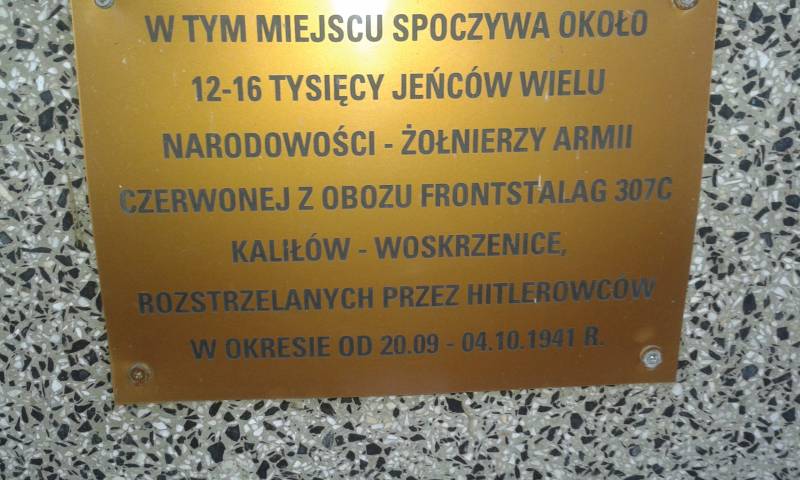 W TYM MIEJSCU SPOCZYWA OKOŁO
12-16 TYSIĘCY JEŃCÓW WIELU
NARODOWOŚCI - ŻOŁNIERZY ARMII
CZERWONEJ Z OBOZU FRONTSTALAG 307C
KALIŁÓW - WOSKRZENICE,
ROZSTRZELANYCH PRZEZ HITLEROWCÓW
W OKRESIE OD 20.09 - 04.10.1941 R.